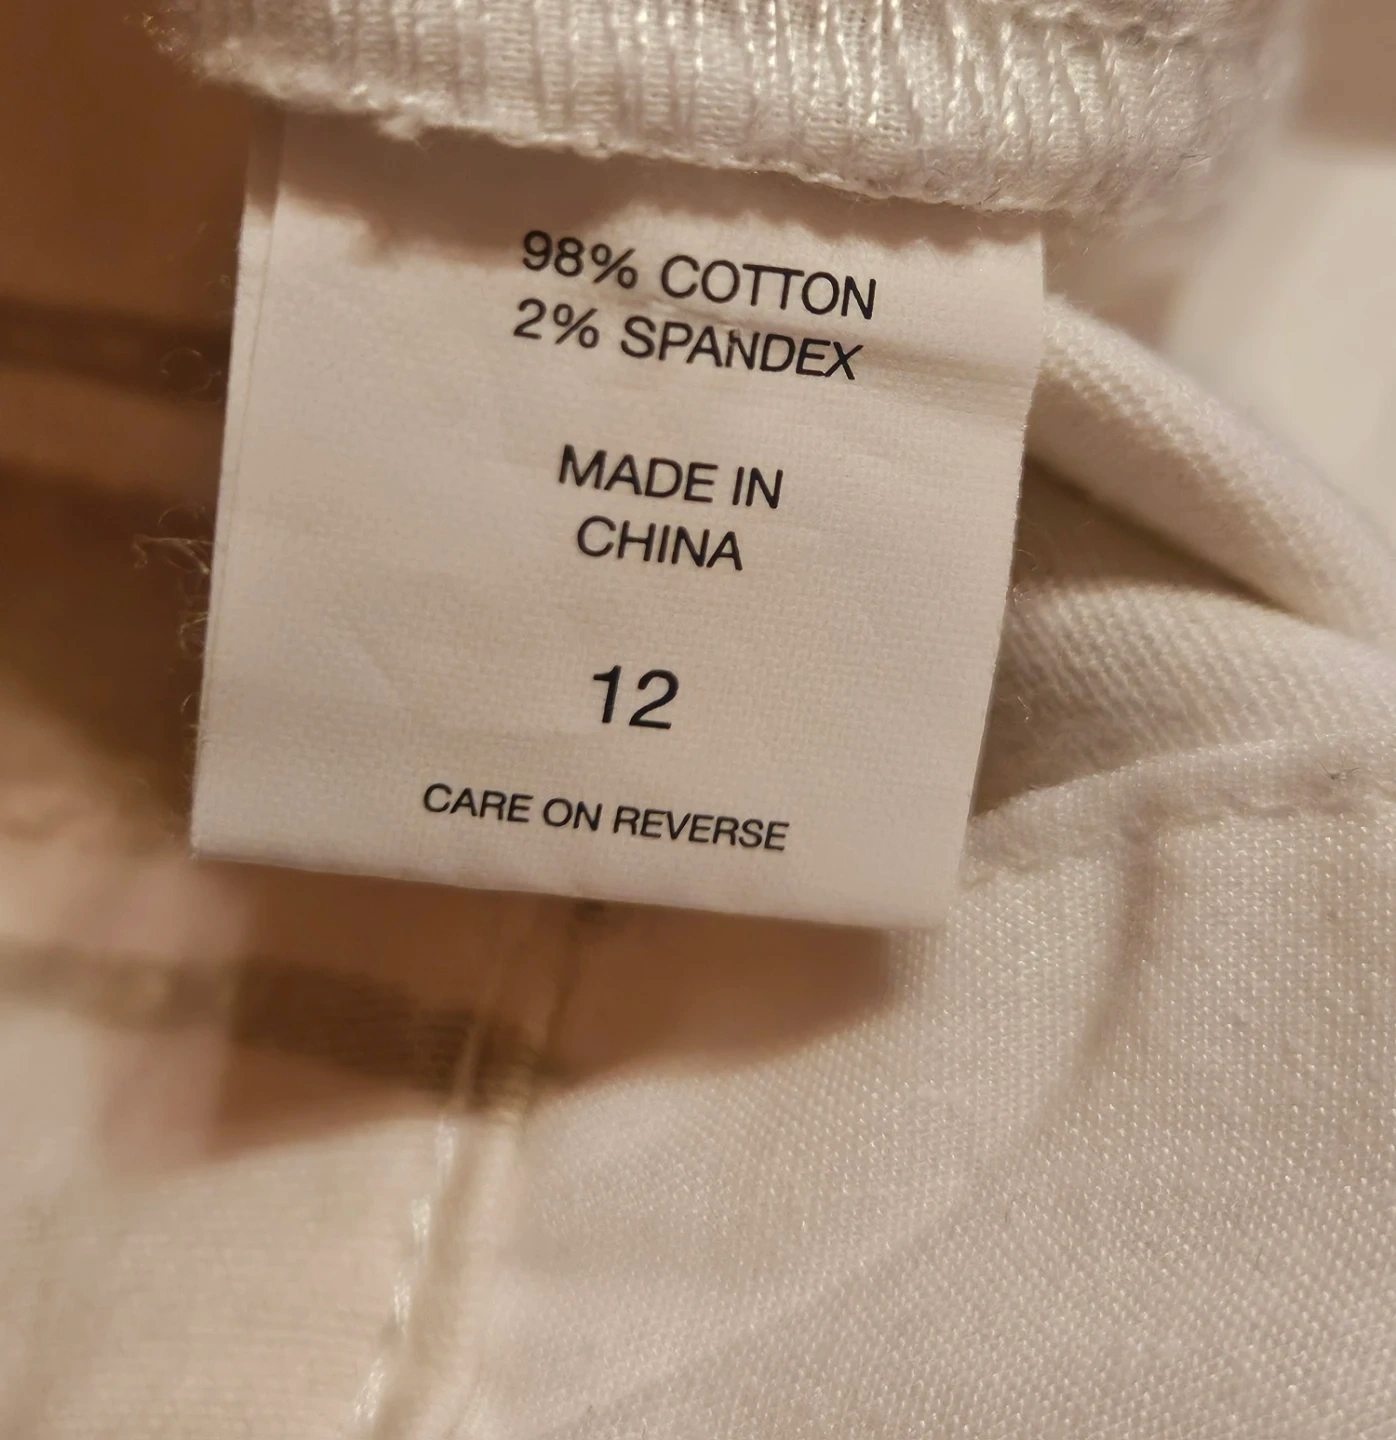 98% COTTON
2% SPANDEX
MADE IN
CHINA
12
CARE ON REVERSE